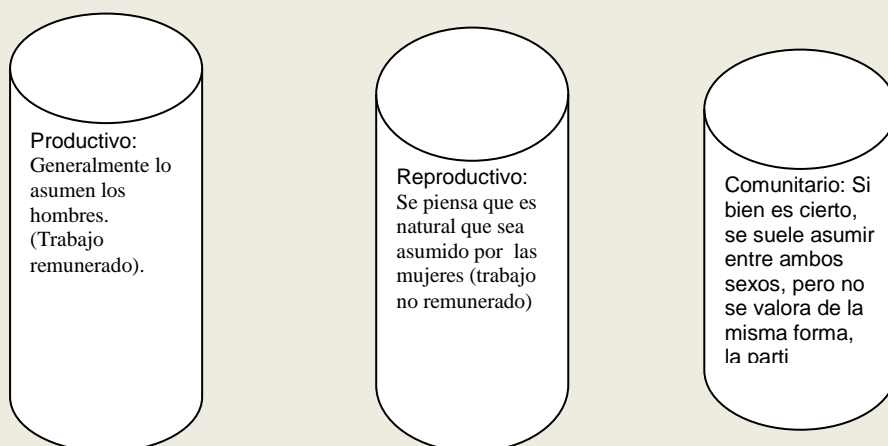 Productivo:
Generalmente lo
asumen los
hombres.
(Trabajo
remunerado).
Reproductivo:
Se piensa que es
natural que sea
asumido por las
mujeres (trabajo
no remunerado)
Comunitario: Si
bien es cierto,
se suele asumir
entre ambos
sexos, pero no
se valora de la
misma forma,
la parti